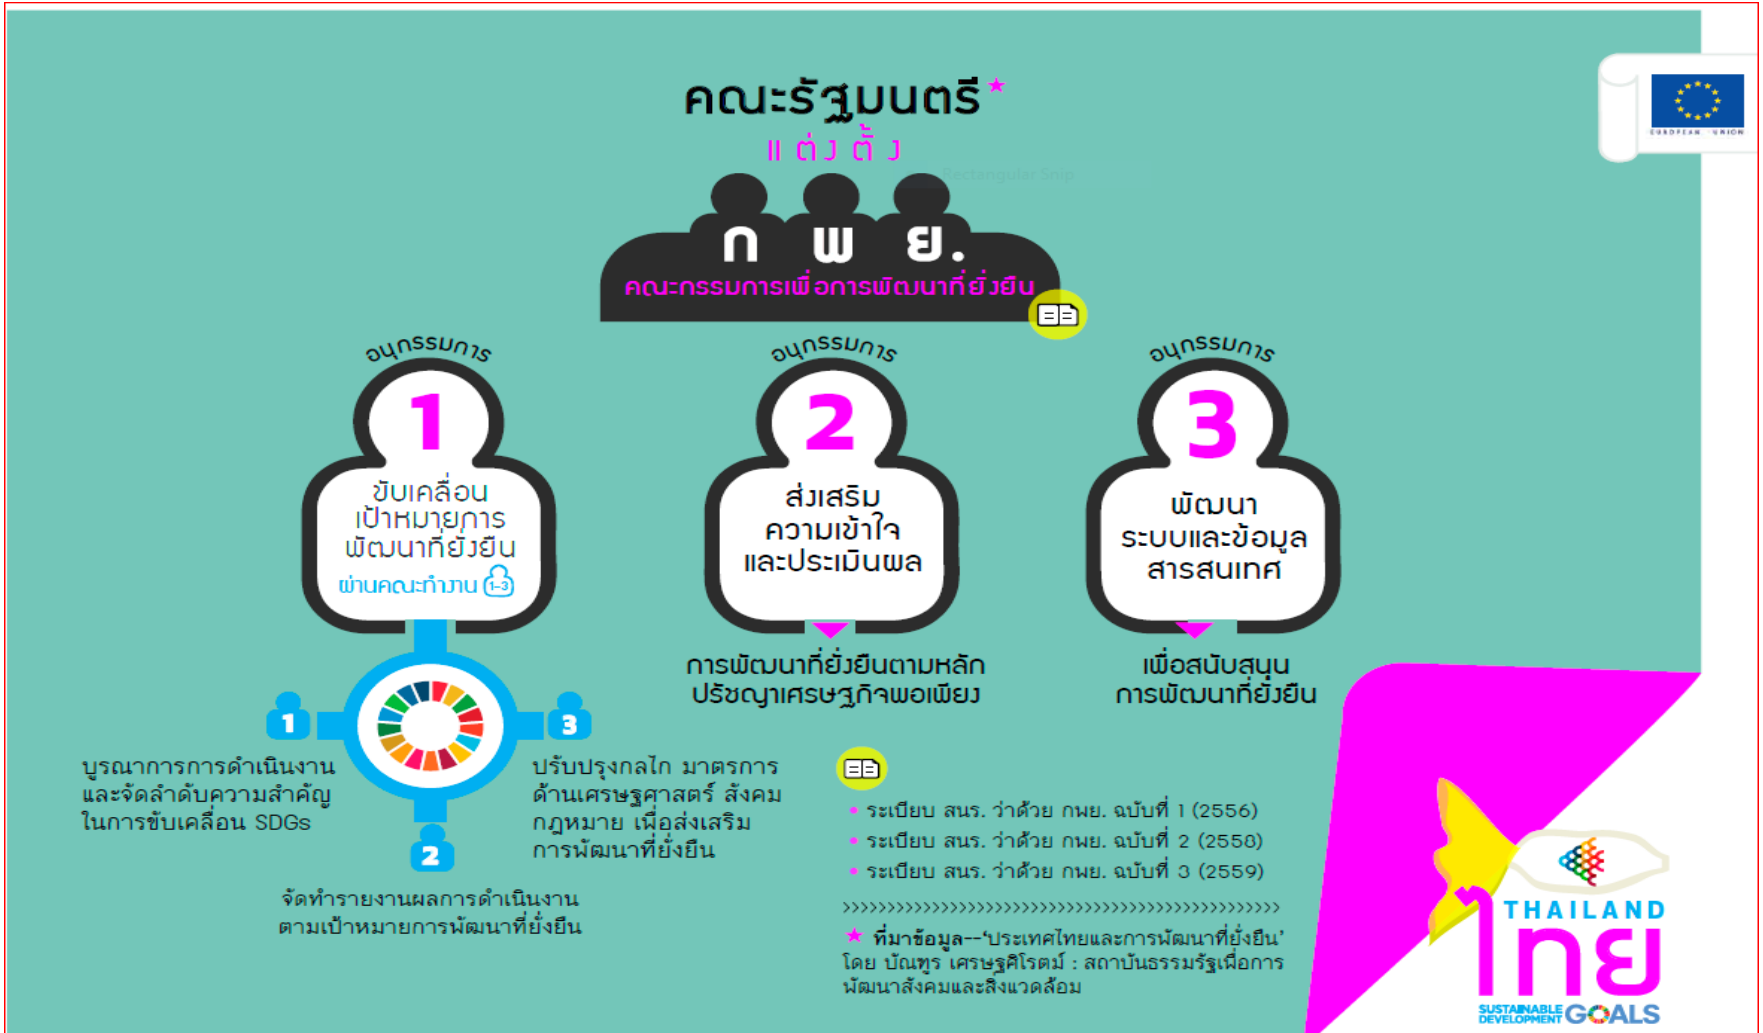 คณะรัฐมนตรี★
แต่งตั้ง
Rectangular Snip
EUROPEAN UNION
ก พ ย.
คณะกรรมการเพื่อการพัฒนาที่ยั่งยืน
อนุกรรมการ
1
ขับเคลื่อน
เป้าหมายการ
พัฒนาที่ยั่งยืน
ผ่านคณะทำงาน 1-3
อนุกรรมการ
2
ส่งเสริม
ความเข้าใจ
และประเมินผล
การพัฒนาที่ยั่งยืนตามหลัก
ปรัชญาเศรษฐกิจพอเพียง
อนุกรรมการ
3
พัฒนา
ระบบและข้อมูล
สารสนเทศ
เพื่อสนับสนุน
การพัฒนาที่ยั่งยืน
1
บูรณาการการดำเนินงาน
และจัดลำดับความสำคัญ
ในการขับเคลื่อน SDGs
2
จัดทำรายงานผลการดำเนินงาน
ตามเป้าหมายการพัฒนาที่ยั่งยืน
3
ปรับปรุงกลไก มาตรการ
ด้านเศรษฐศาสตร์ สังคม
กฎหมาย เพื่อส่งเสริม
การพัฒนาที่ยั่งยืน
• ระเบียบ สนร. ว่าด้วย กพย. ฉบับที่ 1 (2556)
• ระเบียบ สนร. ว่าด้วย กพย. ฉบับที่ 2 (2558)
• ระเบียบ สนร. ว่าด้วย กพย. ฉบับที่ 3 (2559)
★ ที่มาข้อมูล--‘ประเทศไทยและการพัฒนาที่ยั่งยืน’
โดย บัณฑูร เศรษฐศิโรตม์ : สถาบันธรรมรัฐเพื่อการ
พัฒนาสังคมและสิ่งแวดล้อม
THAILAND
ไทย
SUSTAINABLE
DEVELOPMENT GOALS